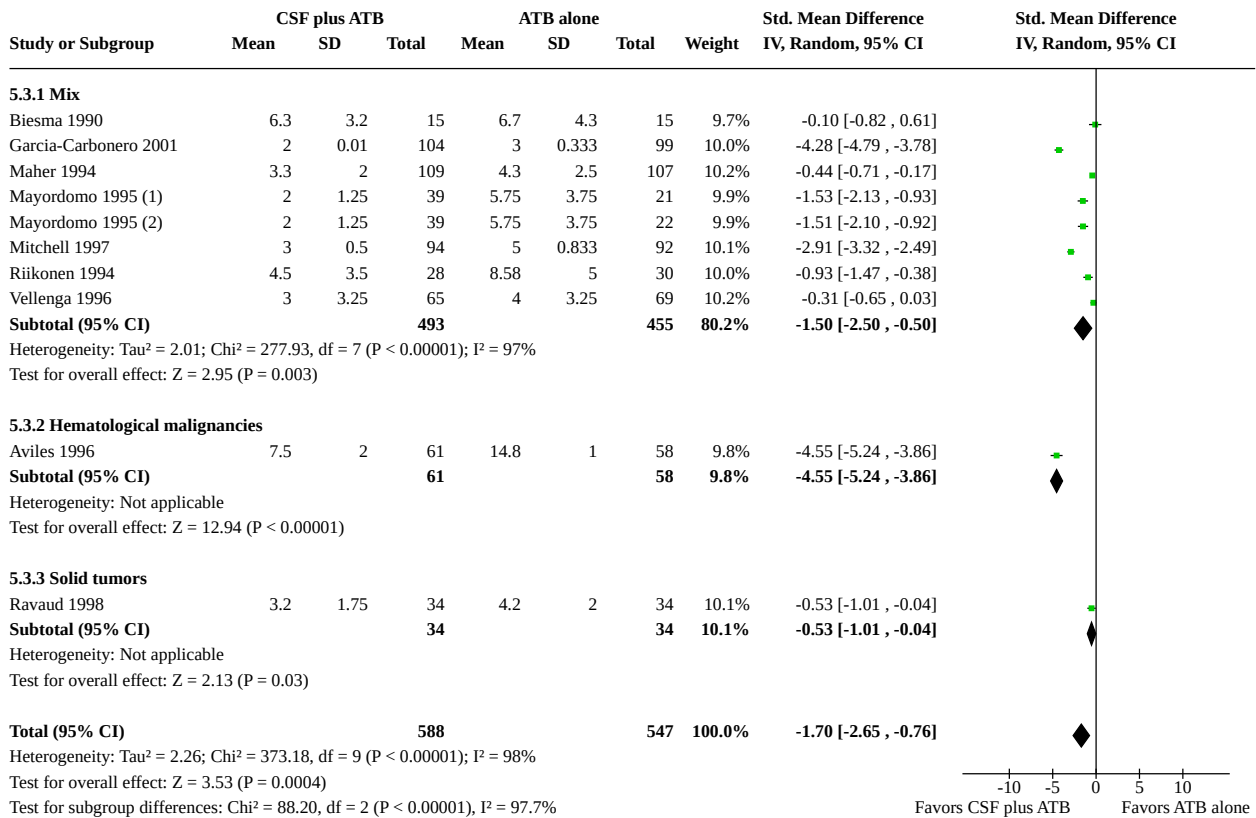 CSF plus ATB ATB alone Std. Mean Difference Std. Mean Difference
Study or Subgroup Mean SD Total Mean SD Total Weight IV, Random, 95% CI IV, Random, 95% CI
5.3.1 Mix
Biesma 1990 6.3 3.2 15 6.7 4.3 15 9.7% -0.10 [-0.82 , 0.61]
Garcia-Carbonero 2001 2 0.01 104 3 0.333 99 10.0% -4.28 [-4.79 , -3.78]
Maher 1994 3.3 2 109 4.3 2.5 107 10.2% -0.44 [-0.71 , -0.17]
Mayordomo 1995 (1) 2 1.25 39 5.75 3.75 21 9.9% -1.53 [-2.13 , -0.93]
Mayordomo 1995 (2) 2 1.25 39 5.75 3.75 22 9.9% -1.51 [-2.10 , -0.92]
Mitchell 1997 3 0.5 94 5 0.833 92 10.1% -2.91 [-3.32 , -2.49]
Riikonen 1994 4.5 3.5 28 8.58 5 30 10.0% -0.93 [-1.47 , -0.38]
Vellenga 1996 3 3.25 65 4 3.25 69 10.2% -0.31 [-0.65 , 0.03]
Subtotal (95% CI) 493 455 80.2% -1.50 [-2.50 , -0.50]
Heterogeneity: Tau² = 2.01; Chi² = 277.93, df = 7 (P < 0.00001); I² = 97%
Test for overall effect: Z = 2.95 (P = 0.003)
5.3.2 Hematological malignancies
Aviles 1996 7.5 2 61 14.8 1 58 9.8% -4.55 [-5.24 , -3.86]
Subtotal (95% CI) 61 58 9.8% -4.55 [-5.24 , -3.86]
Heterogeneity: Not applicable
Test for overall effect: Z = 12.94 (P < 0.00001)
5.3.3 Solid tumors
Ravaud 1998 3.2 1.75 34 4.2 2 34 10.1% -0.53 [-1.01 , -0.04]
Subtotal (95% CI) 34 34 10.1% -0.53 [-1.01 , -0.04]
Heterogeneity: Not applicable
Test for overall effect: Z = 2.13 (P = 0.03)
Total (95% CI) 588 547 100.0% -1.70 [-2.65 , -0.76]
Heterogeneity: Tau² = 2.26; Chi² = 373.18, df = 9 (P < 0.00001); I² = 98%
Test for overall effect: Z = 3.53 (P = 0.0004)
Test for subgroup differences: Chi² = 88.20, df = 2 (P < 0.00001), I² = 97.7%
-10 -5 0 5 10
Favors CSF plus ATB Favors ATB alone